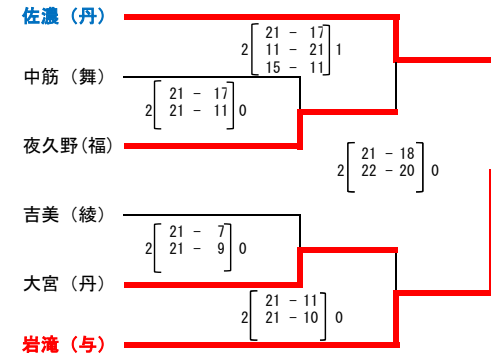 佐濃（丹）
21 － 17
2 11 － 21 1
15 － 11
中筋（舞）
21 － 17
2 21 － 11 0
夜久野(福)
21 － 18
2 22 － 20 0
吉美（綾）
21 － 7
2 21 － 9 0
大宮（丹）
21 － 11
2 21 － 10 0
岩滝（与）